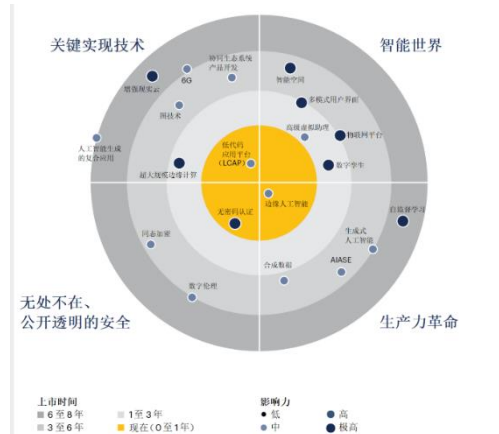 关键实现技术
智能世界
协同生态系统
产品开发
6G
增强现实云
图技术
人工智能生成
的复合应用
超大规模边缘计算
智能空间
多模式用户界面
高级虚拟助理
物联网平台
数字孪生
低代码
应用平台
(LCAP)
边缘人工智能
无密码认证
自监督学习
生成式
人工智能
AIASE
合成数据
同态加密
数字伦理
无处不在、
公开透明的安全
生产力革命
上市时间
6至8年
1至3年
3至6年
现在(0至1年)
影响力
低
高
中
极高